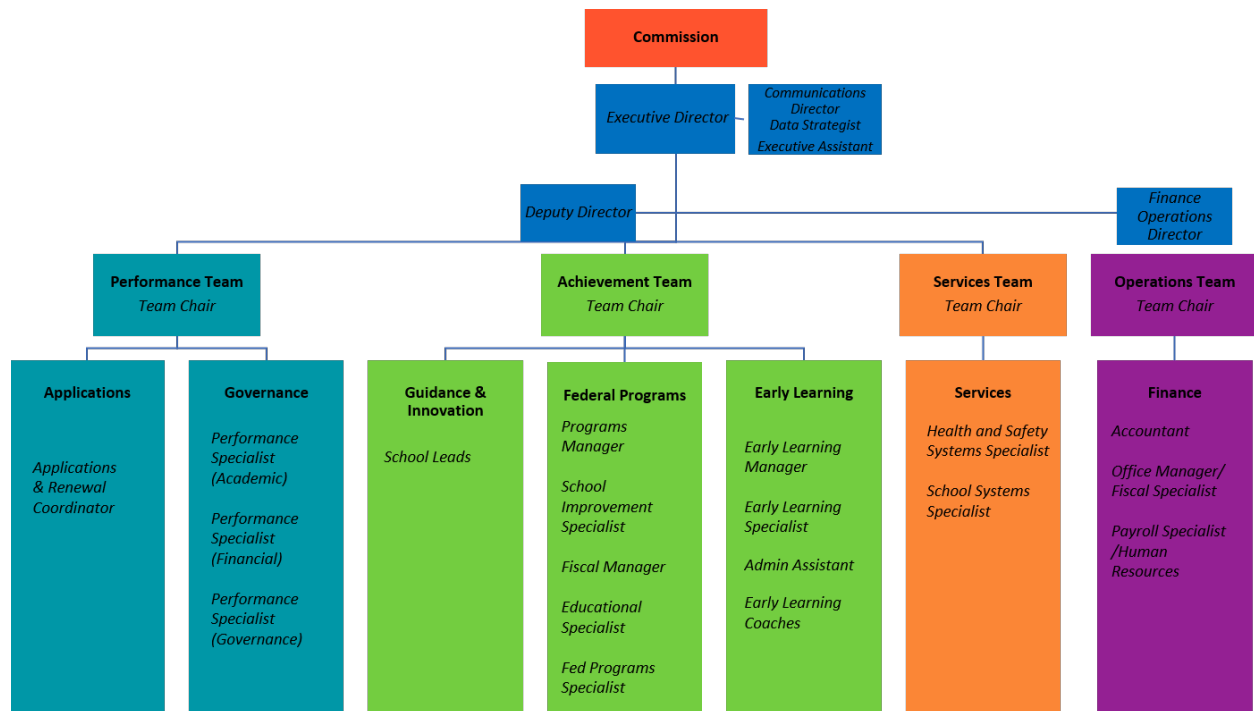 Commission
Executive Director
Communications
Director
Data Strategist
Executive Assistant
Deputy Director
Finance
Operations
Director
Performance Team
Team Chair
Achievement Team
Team Chair
Services Team
Team Chair
Operations Team
Team Chair
Applications
Applications
& Renewal
Coordinator
Governance
Performance
Specialist
(Academic)
Performance
Specialist
(Financial)
Performance
Specialist
(Governance)
Guidance &
Innovation
School Leads
Federal Programs
Programs
Manager
School
Improvement
Specialist
Fiscal Manager
Educational
Specialist
Fed Programs
Specialist
Early Learning
Early Learning
Manager
Early Learning
Specialist
Admin Assistant
Early Learning
Coaches
Services
Health and Safety
Systems Specialist
School Systems
Specialist
Finance
Accountant
Office Manager/
Fiscal Specialist
Payroll Specialist
/Human
Resources